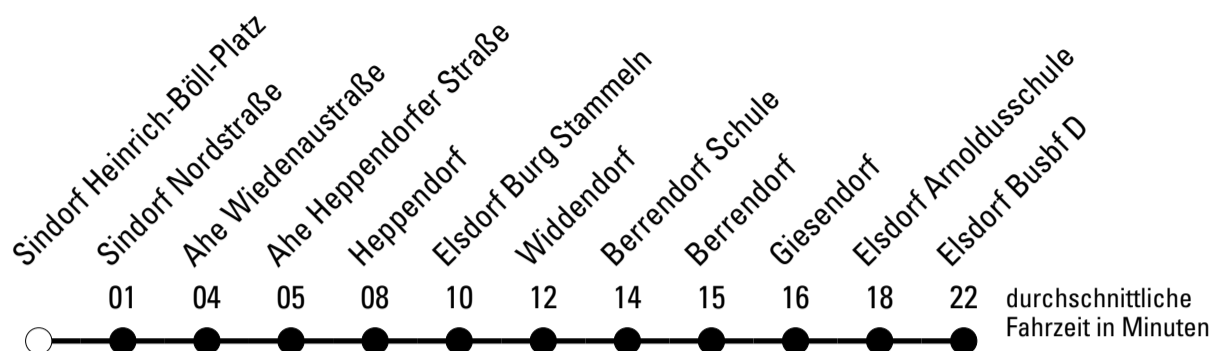 Sindorf Heinrich-Böll-Platz
Sindorf Nordstraße
Ahe Wiedenaustraße
Ahe Heppendorfer Straße
Heppendorf
Elsdorf Burg Stammeln
Widdendorf
Berrendorf Schule
Berrendorf
Giesendorf
Elsdorf Arnoldusschule
Elsdorf Busbf D
01 04 05 08 10 12 14 15 16 18 22
durchschnittliche
Fahrzeit in Minuten